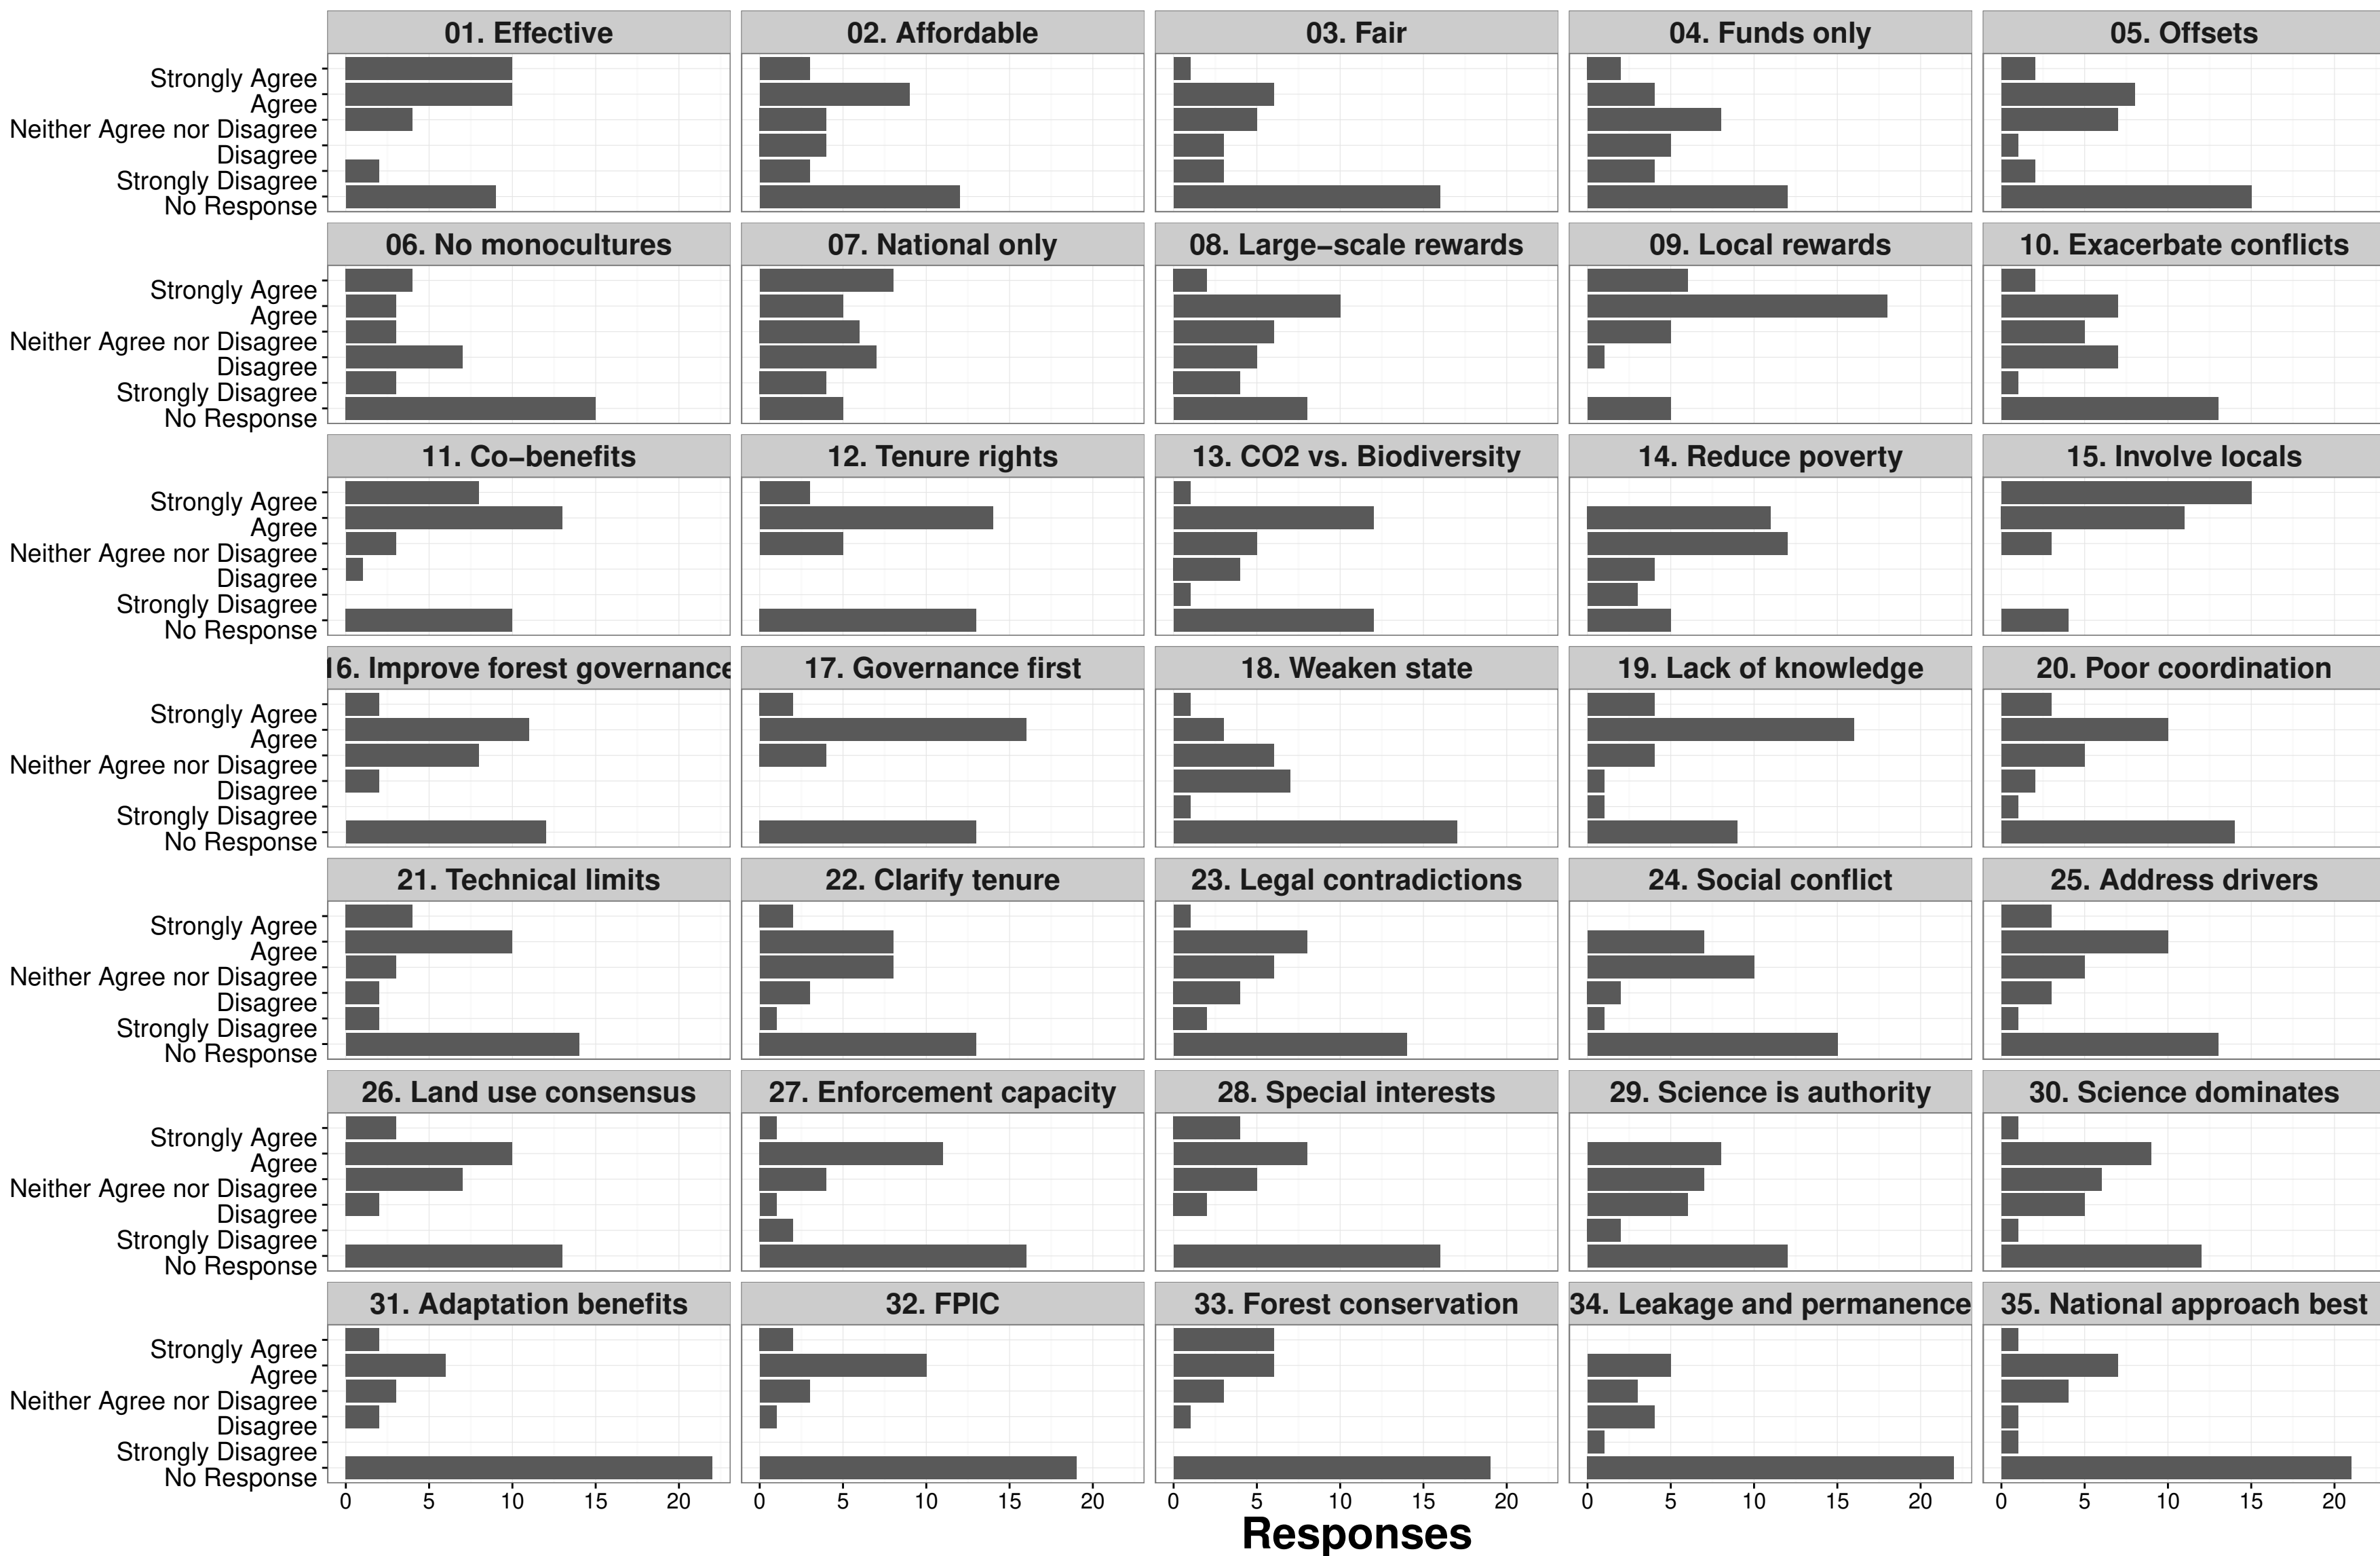 01. Effective
02. Affordable
03. Fair
04. Funds only
05. Offsets
Strongly Agree
Agree
Neither Agree nor Disagree
Disagree
Strongly Disagree
No Response
06. No monocultures
07. National only
08. Large−scale rewards
09. Local rewards
10. Exacerbate conflicts
Strongly Agree
Agree
Neither Agree nor Disagree
Disagree
Strongly Disagree
No Response
11. Co−benefits
12. Tenure rights
13. CO2 vs. Biodiversity
14. Reduce poverty
15. Involve locals
Strongly Agree
Agree
Neither Agree nor Disagree
Disagree
Strongly Disagree
No Response
16. Improve forest governance
17. Governance first
18. Weaken state
19. Lack of knowledge
20. Poor coordination
Strongly Agree
Agree
Neither Agree nor Disagree
Disagree
Strongly Disagree
No Response
21. Technical limits
22. Clarify tenure
23. Legal contradictions
24. Social conflict
25. Address drivers
Strongly Agree
Agree
Neither Agree nor Disagree
Disagree
Strongly Disagree
No Response
26. Land use consensus
27. Enforcement capacity
28. Special interests
29. Science is authority
30. Science dominates
Strongly Agree
Agree
Neither Agree nor Disagree
Disagree
Strongly Disagree
No Response
31. Adaptation benefits
32. FPIC
33. Forest conservation
34. Leakage and permanence
35. National approach best
Strongly Agree
Agree
Neither Agree nor Disagree
Disagree
Strongly Disagree
No Response
0 5 10 15 20
0 5 10 15 20
0 5 10 15 20
0 5 10 15 20
0 5 10 15 20
Responses